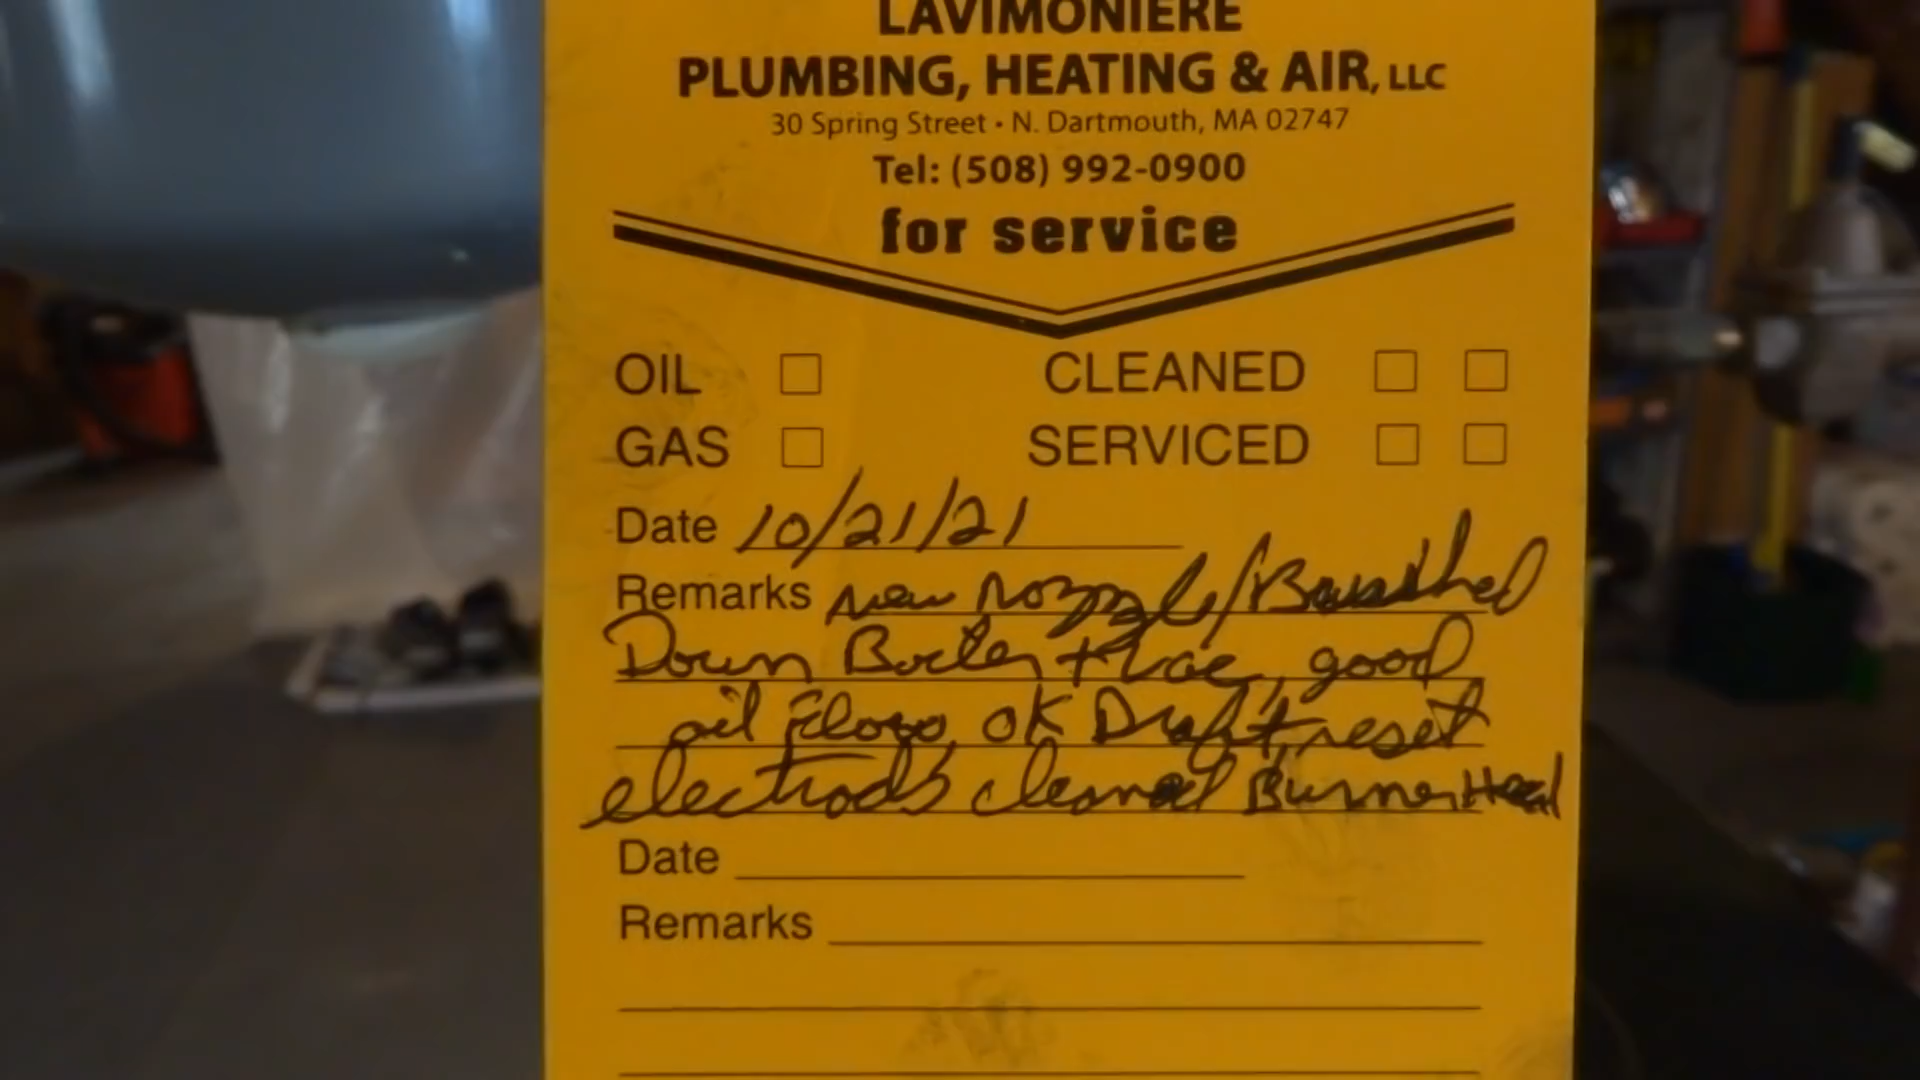 LAVIMONIERE
PLUMBING, HEATING & AIR, LLC
30 Spring Street • N. Dartmouth, MA 02747
Tel: (508) 992-0900
for service
OIL CLEANED
GAS SERVICED
Date 10/21/21
Remarks New Nozzle/Brushed
Down Boiler + good
oil flow, OK Draft, reset
electrods cleaned Burner Head
Date
Remarks